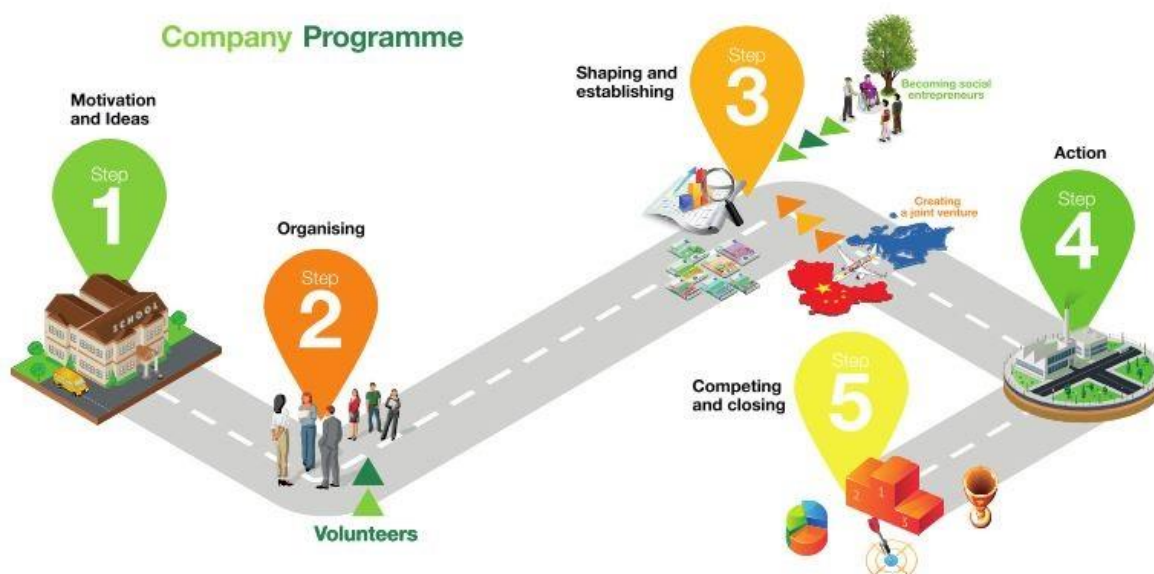 Company Programme
Motivation
and Ideas
Step
1
SCHOOL
Organising
Step
2
Volunteers
Shaping and
establishing
Step
3
Becoming social
entrepreneurs
Creating
a joint venture
Action
Step
4
Competing
and closing
Step
5
2 1 3